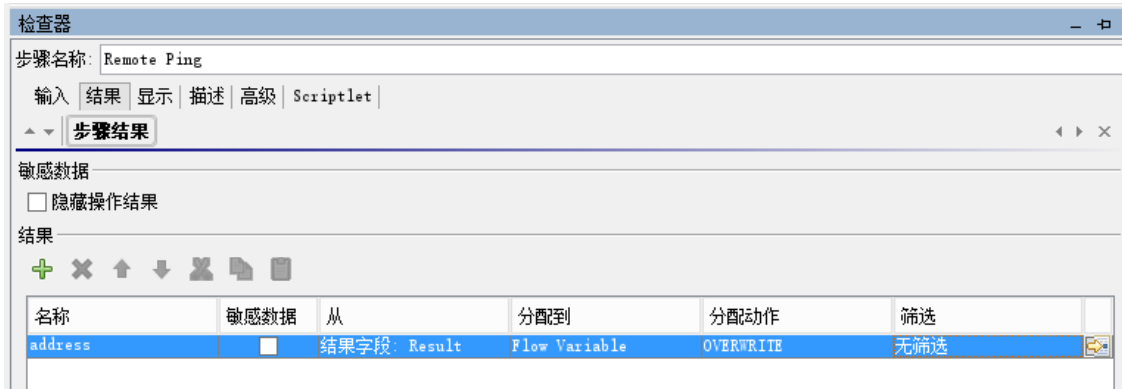 检查器
步骤名称: Remote Ping
输入 结果 显示 描述 高级 Scriptlet
步骤结果
敏感数据
隐藏操作结果
结果
名称 敏感数据 从 分配到 分配动作 筛选
address 结果字段: Result Flow Variable OVERWRITE 无筛选